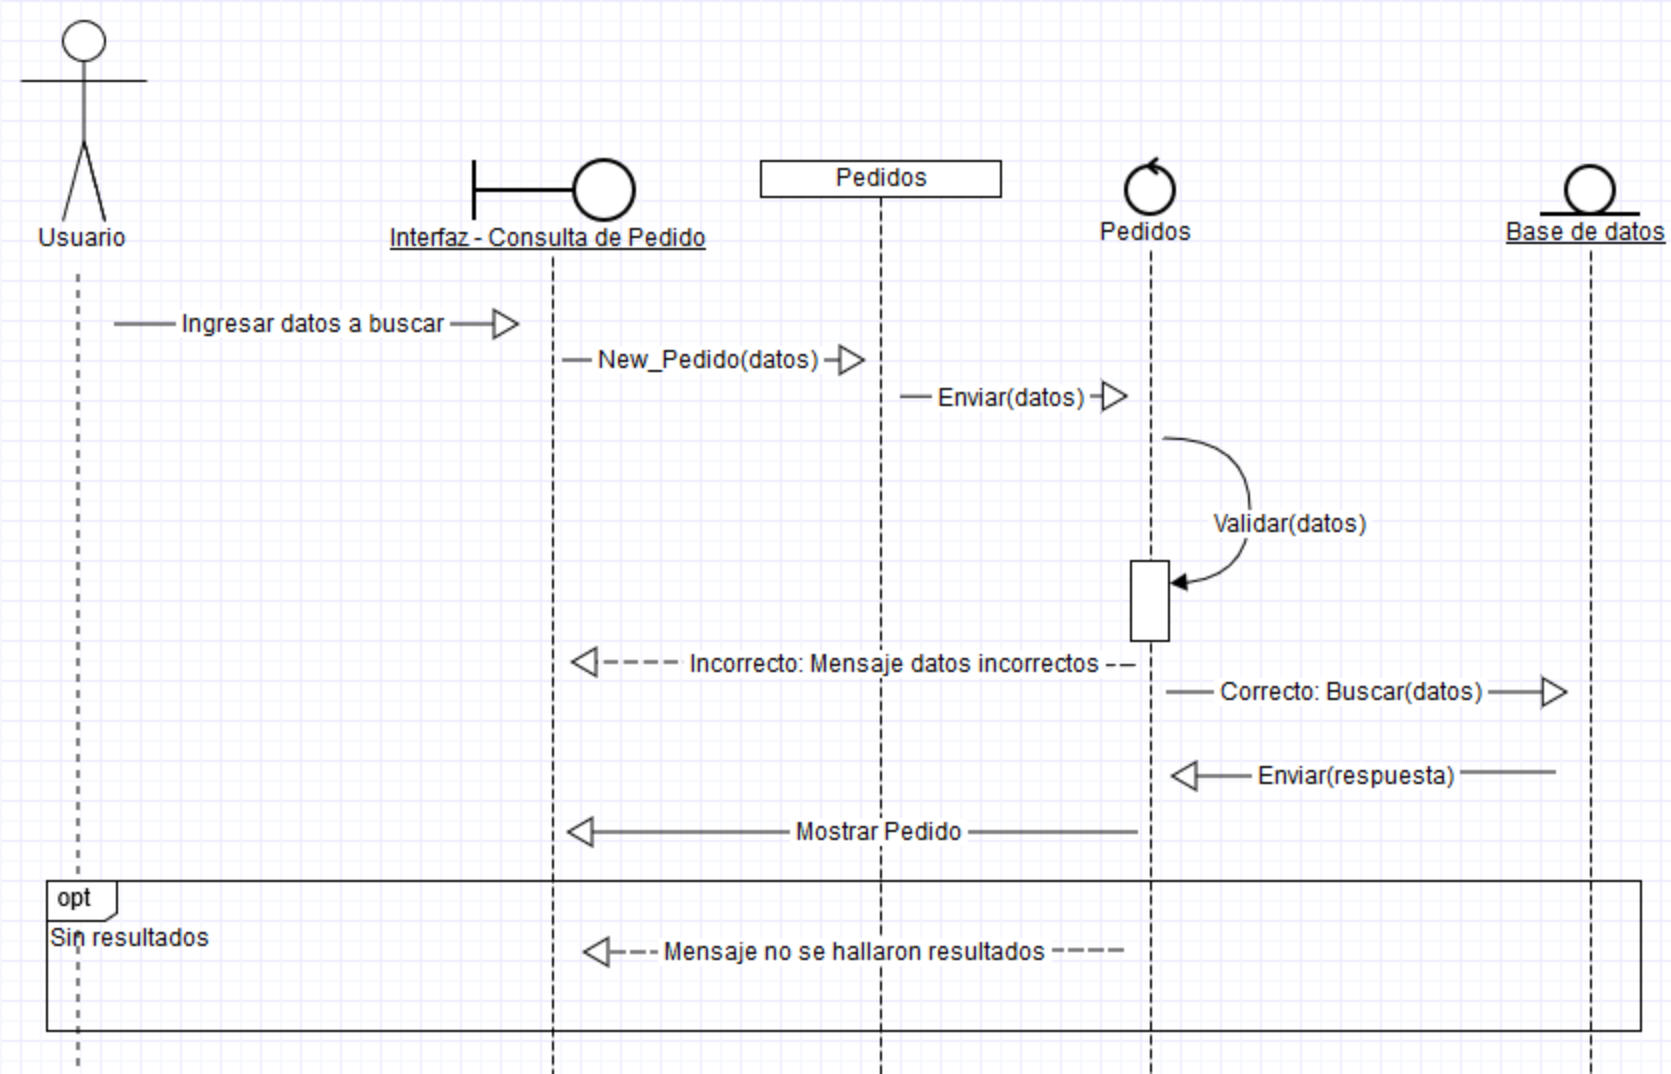 Usuario
Interfaz - Consulta de Pedido
Pedidos
Pedidos
Base de datos
Ingresar datos a buscar
New_Pedido(datos)
Enviar(datos)
Validar(datos)
Incorrecto: Mensaje datos incorrectos
Correcto: Buscar(datos)
Enviar(respuesta)
Mostrar Pedido
opt
Sin resultados
Mensaje no se hallaron resultados